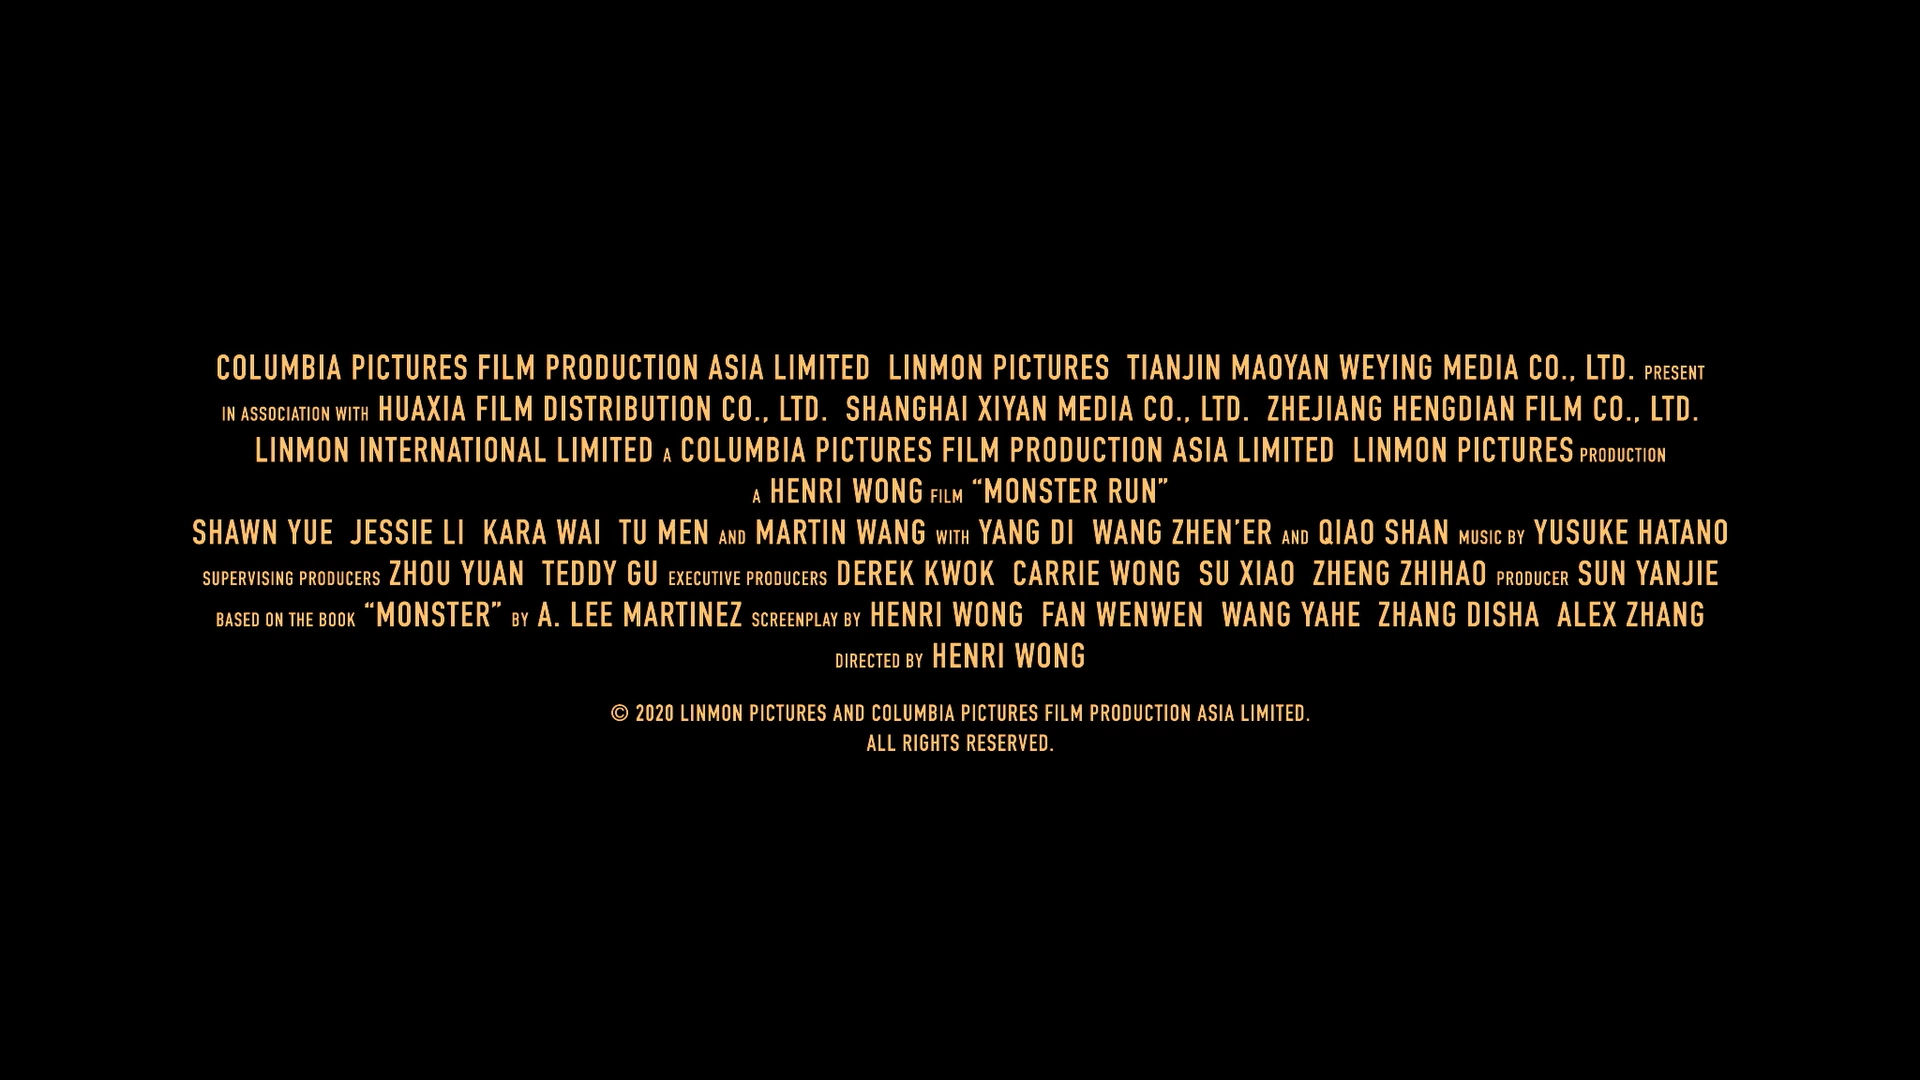 COLUMBIA PICTURES FILM PRODUCTION ASIA LIMITED LINMON PICTURES TIANJIN MAOYAN WEYING MEDIA CO., LTD. PRESENT
IN ASSOCIATION WITH HUAXIA FILM DISTRIBUTION CO., LTD. SHANGHAI XIYAN MEDIA CO., LTD. ZHEJIANG HENGDIAN FILM CO., LTD.
LINMON INTERNATIONAL LIMITED A COLUMBIA PICTURES FILM PRODUCTION ASIA LIMITED LINMON PICTURES PRODUCTION
A HENRI WONG FILM “MONSTER RUN”
SHAWN YUE JESSIE LI KARA WAI TU MEN AND MARTIN WANG WITH YANG DI WANG ZHEN’ER AND QIAO SHAN MUSIC BY YUSUKE HATANO
SUPERVISING PRODUCERS ZHOU YUAN TEDDY GU EXECUTIVE PRODUCERS DEREK KWOK CARRIE WONG SU XIAO ZHENG ZHIHAO PRODUCER SUN YANJIE
BASED ON THE BOOK “MONSTER” BY A. LEE MARTINEZ SCREENPLAY BY HENRI WONG FAN WENWEN WANG YAHE ZHANG DISHA ALEX ZHANG
DIRECTED BY HENRI WONG
© 2020 LINMON PICTURES AND COLUMBIA PICTURES FILM PRODUCTION ASIA LIMITED.
ALL RIGHTS RESERVED.